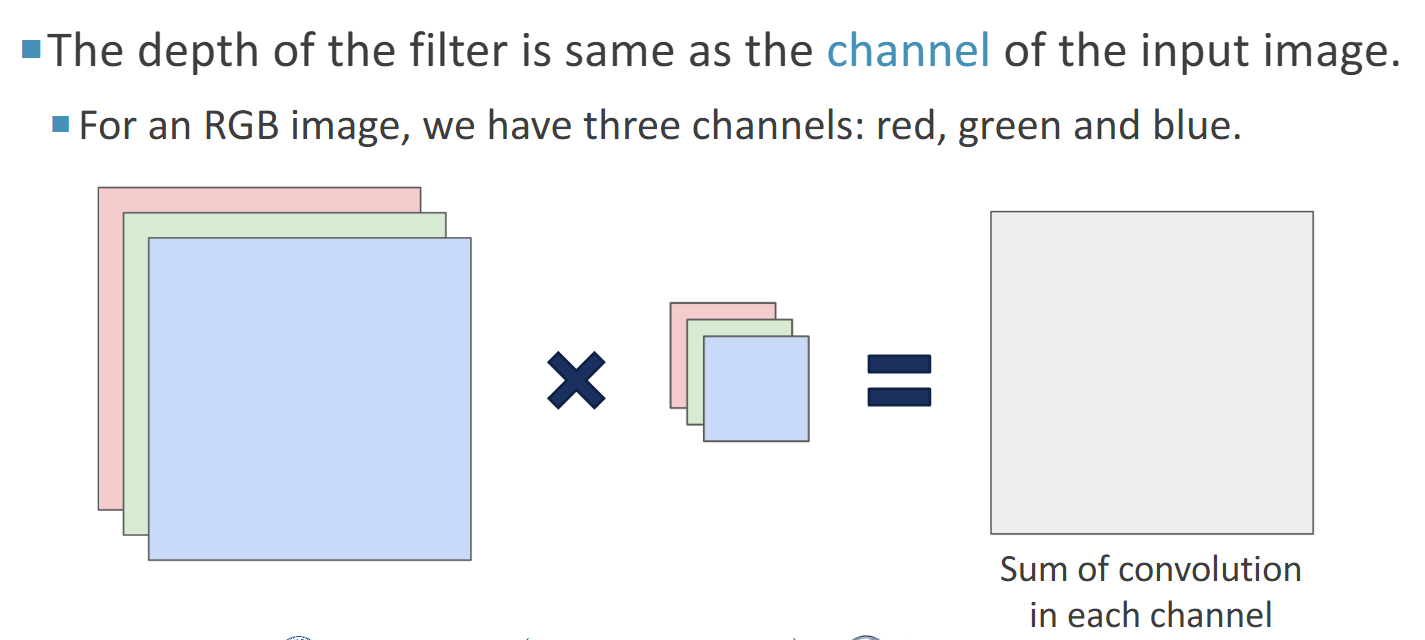 The depth of the filter is same as the channel of the input image.
For an RGB image, we have three channels: red, green and blue.
Sum of convolution
in each channel